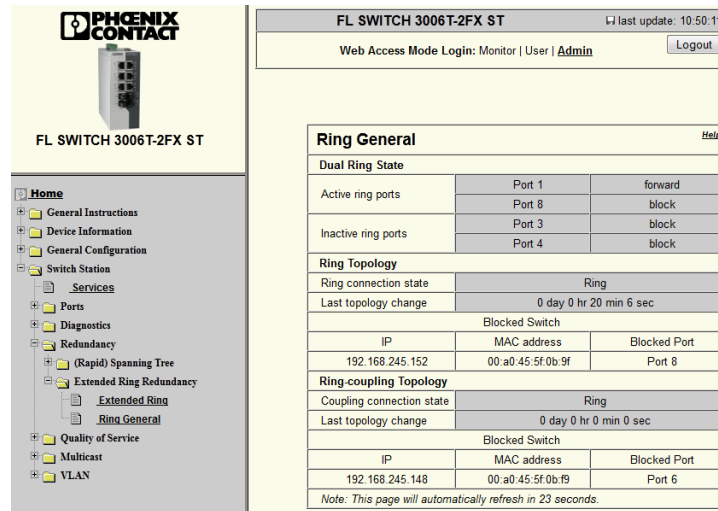 PHŒNIX
CONTACT
FL SWITCH 3006T-2FX ST
Home
General Instructions
Device Information
General Configuration
Switch Station
Services
Ports
Diagnostics
Redundancy
(Rapid) Spanning Tree
Extended Ring Redundancy
Extended Ring
Ring General
Quality of Service
Multicast
VLAN
FL SWITCH 3006T-2FX ST last update: 10:50:1
Web Access Mode Login: Monitor | User | Admin Logout
Ring General Help
Dual Ring State
Active ring ports Port 1 forward
Port 8 block
Inactive ring ports Port 3 block
Port 4 block
Ring Topology
Ring connection state Ring
Last topology change 0 day 0 hr 20 min 6 sec
Blocked Switch
IP MAC address Blocked Port
192.168.245.152 00:a0:45:5f:0b:9f Port 8
Ring-coupling Topology
Coupling connection state Ring
Last topology change 0 day 0 hr 0 min 0 sec
Blocked Switch
IP MAC address Blocked Port
192.168.245.148 00:a0:45:5f:0b:f9 Port 6
Note: This page will automatically refresh in 23 seconds.